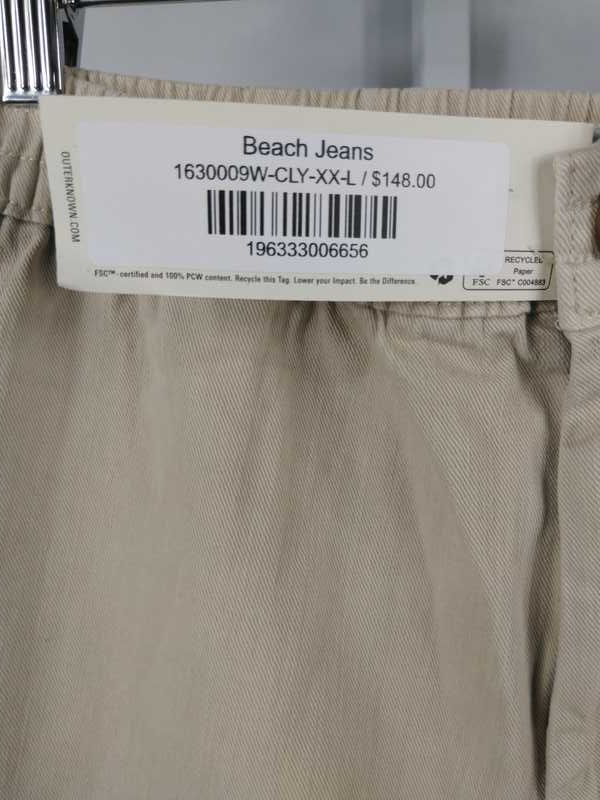 OUTERKNOWN.COM
Beach Jeans
1630009W-CLY-XX-L / $148.00
196333006656
FSC™-certified and 100% PCW content. Recycle this Tag. Lower your Impact. Be the Difference.
RECYCLED
Paper
FSC FSC® C004883